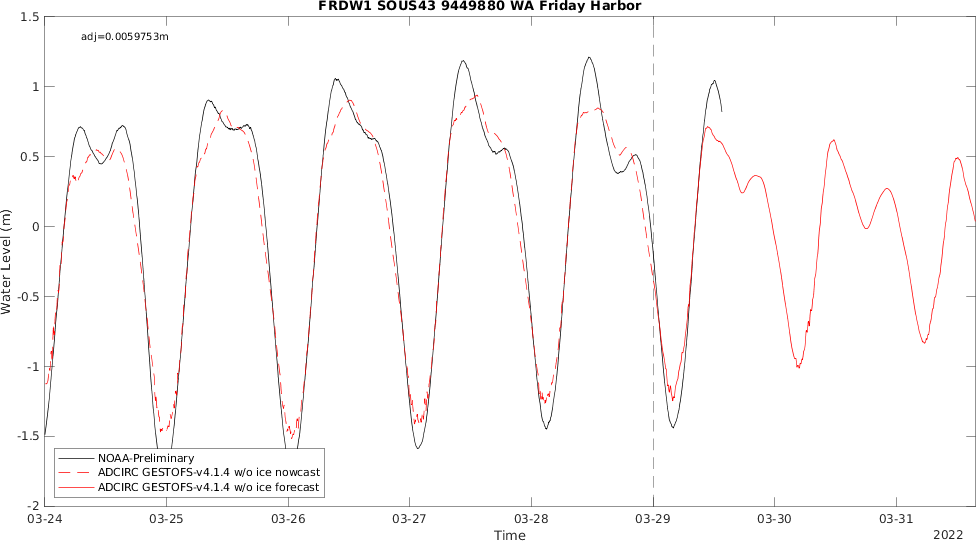 FRDW1 SOUS43 9449880 WA Friday Harbor
adj=0.0059753m
1.5
1
0.5
0
-0.5
-1
-1.5
-2
Water Level (m)
NOAA-Preliminary
ADCIRC GESTOFS-v4.1.4 w/o ice nowcast
ADCIRC GESTOFS-v4.1.4 w/o ice forecast
03-24 03-25 03-26 03-27 03-28 03-29 03-30 03-31
Time
2022